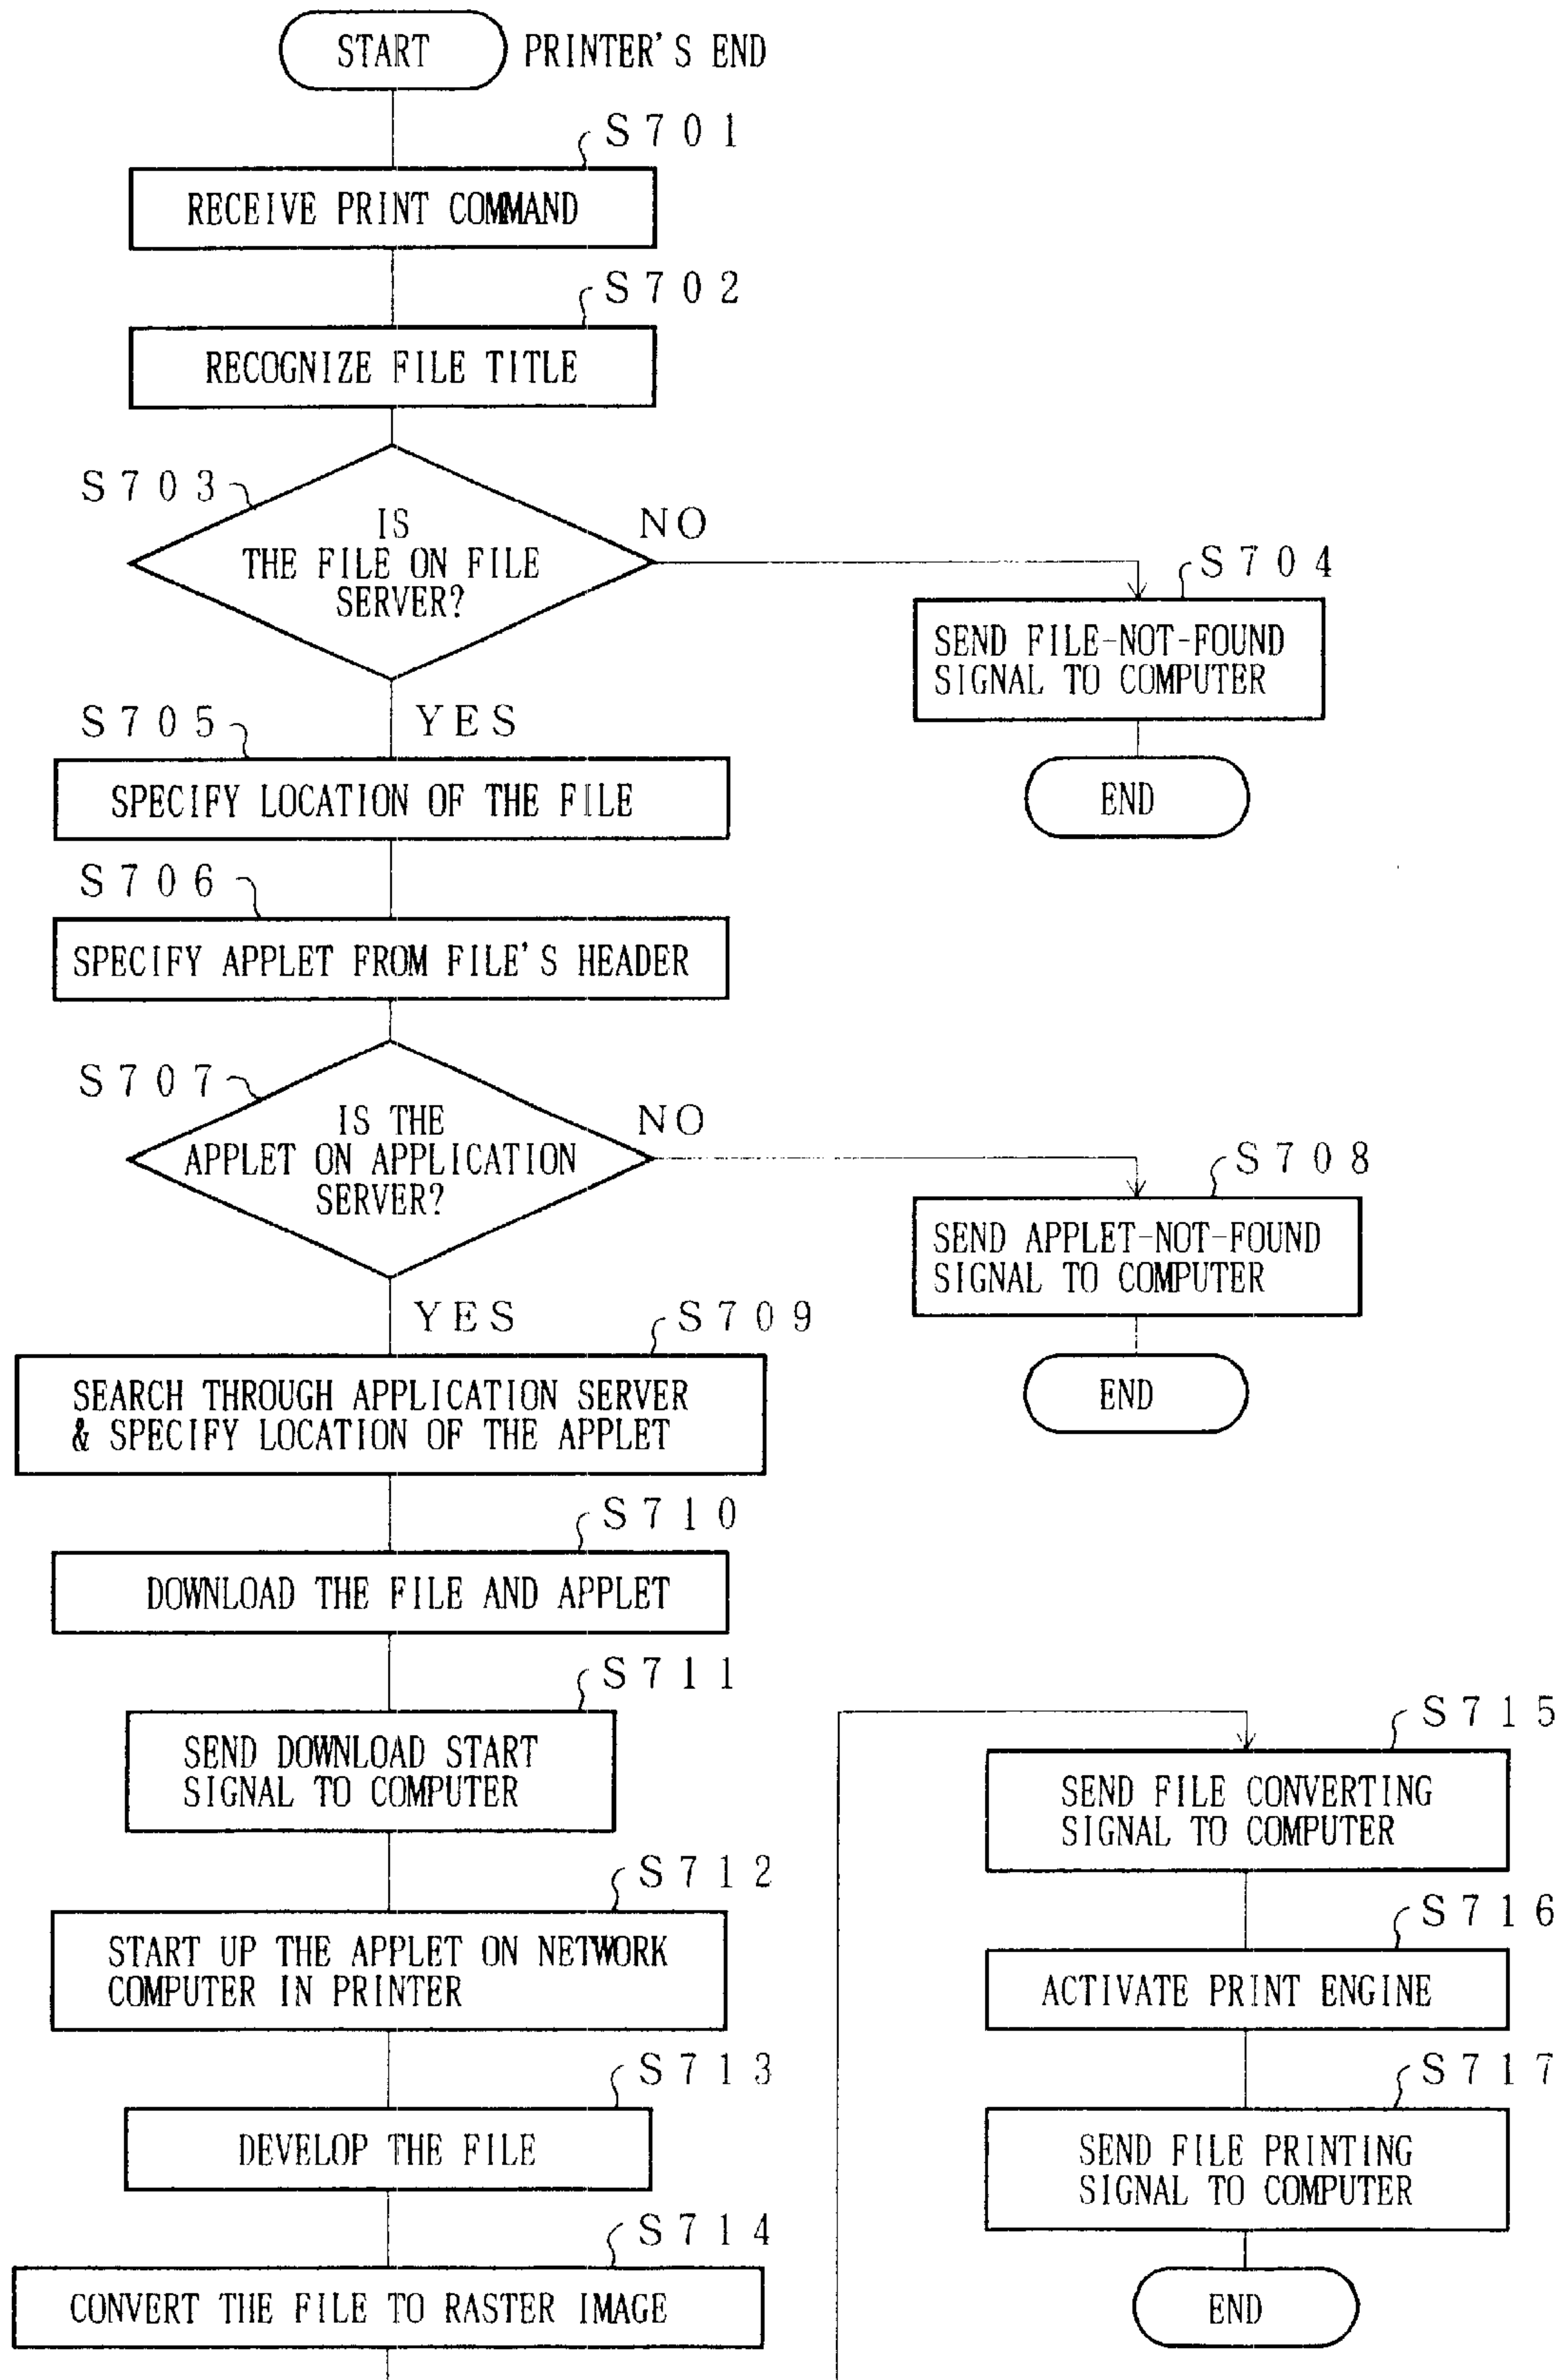 START
PRINTER'S END
S701
RECEIVE PRINT COMMAND
S702
RECOGNIZE FILE TITLE
S703
IS
THE FILE ON FILE
SERVER?
NO
S704
SEND FILE-NOT-FOUND
SIGNAL TO COMPUTER
END
YES
S705
SPECIFY LOCATION OF THE FILE
S706
SPECIFY APPLET FROM FILE'S HEADER
S707
IS THE
APPLET ON APPLICATION
SERVER?
NO
S708
SEND APPLET-NOT-FOUND
SIGNAL TO COMPUTER
END
YES
S709
SEARCH THROUGH APPLICATION SERVER
& SPECIFY LOCATION OF THE APPLET
S710
DOWNLOAD THE FILE AND APPLET
S711
SEND DOWNLOAD START
SIGNAL TO COMPUTER
S712
START UP THE APPLET ON NETWORK
COMPUTER IN PRINTER
S713
DEVELOP THE FILE
S714
CONVERT THE FILE TO RASTER IMAGE
S715
SEND FILE CONVERTING
SIGNAL TO COMPUTER
S716
ACTIVATE PRINT ENGINE
S717
SEND FILE PRINTING
SIGNAL TO COMPUTER
END